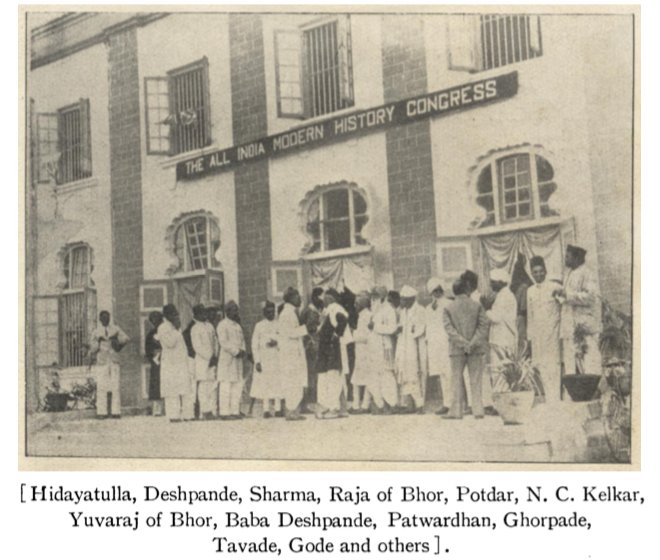 THE ALL INDIA MODERN HISTORY CONGRESS
[ Hidayatulla, Deshpande, Sharma, Raja of Bhor, Potdar, N. C. Kelkar,
Yuvaraj of Bhor, Baba Deshpande, Patwardhan, Ghorpade,
Tavade, Gode and others ].